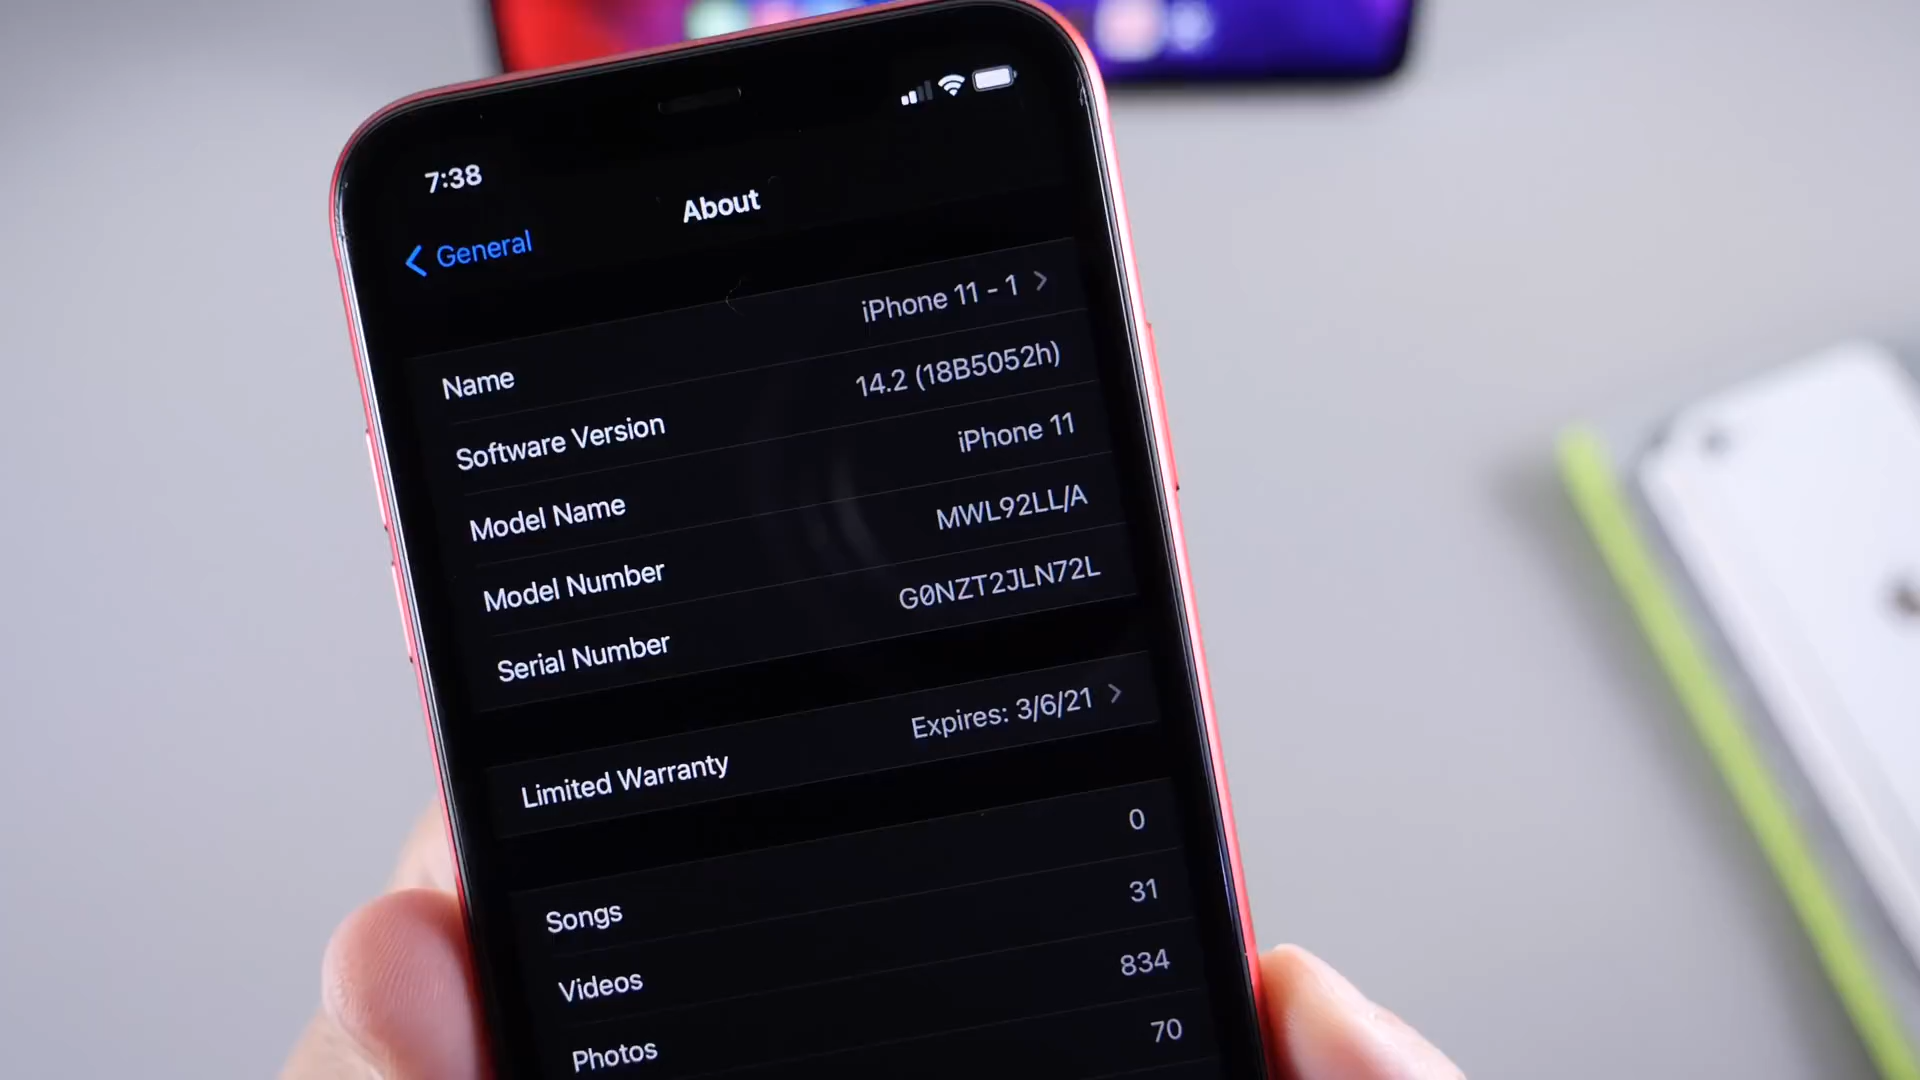 7:38
General
About
Name
iPhone 11 - 1
Software Version
14.2 (18B5052h)
Model Name
iPhone 11
Model Number
MWL92LL/A
Serial Number
G0NZT2JLN72L
Limited Warranty
Expires: 3/6/21
Songs
0
Videos
31
Photos
834
70